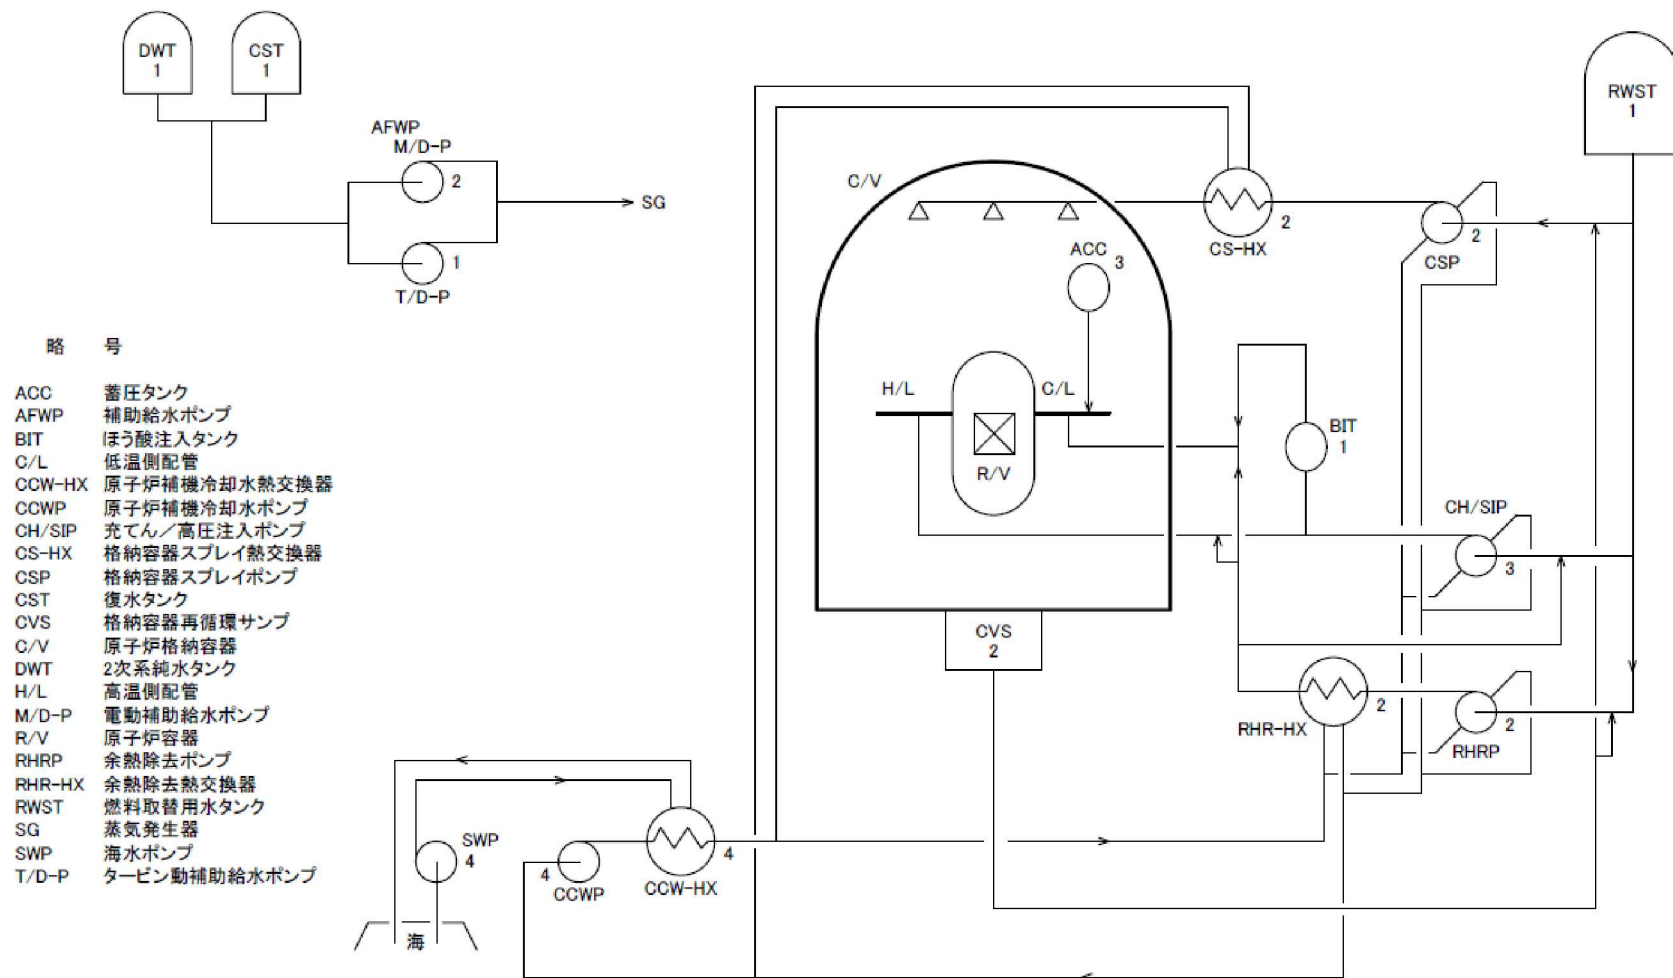 DWT
1
CST
1
AFWP
M/D-P
2
1
T/D-P
SG
RWST
1
C/V
2
CS-HX
2
CSP
ACC
3
H/L
C/L
R/V
BIT
1
CH/SIP
3
CVS
2
2
RHR-HX
2
RHRP
SWP
4
4
CCWP
4
CCW-HX
海
略 号
ACC 蓄圧タンク
AFWP 補助給水ポンプ
BIT ほう酸注入タンク
C/L 低温側配管
CCW-HX 原子炉補機冷却水熱交換器
CCWP 原子炉補機冷却水ポンプ
CH/SIP 充てん／高圧注入ポンプ
CS-HX 格納容器スプレイ熱交換器
CSP 格納容器スプレイポンプ
CST 復水タンク
CVS 格納容器再循環サンプ
C/V 原子炉格納容器
DWT 2次系純水タンク
H/L 高温側配管
M/D-P 電動補助給水ポンプ
R/V 原子炉容器
RHRP 余熱除去ポンプ
RHR-HX 余熱除去熱交換器
RWST 燃料取替用水タンク
SG 蒸気発生器
SWP 海水ポンプ
T/D-P タービン動補助給水ポンプ